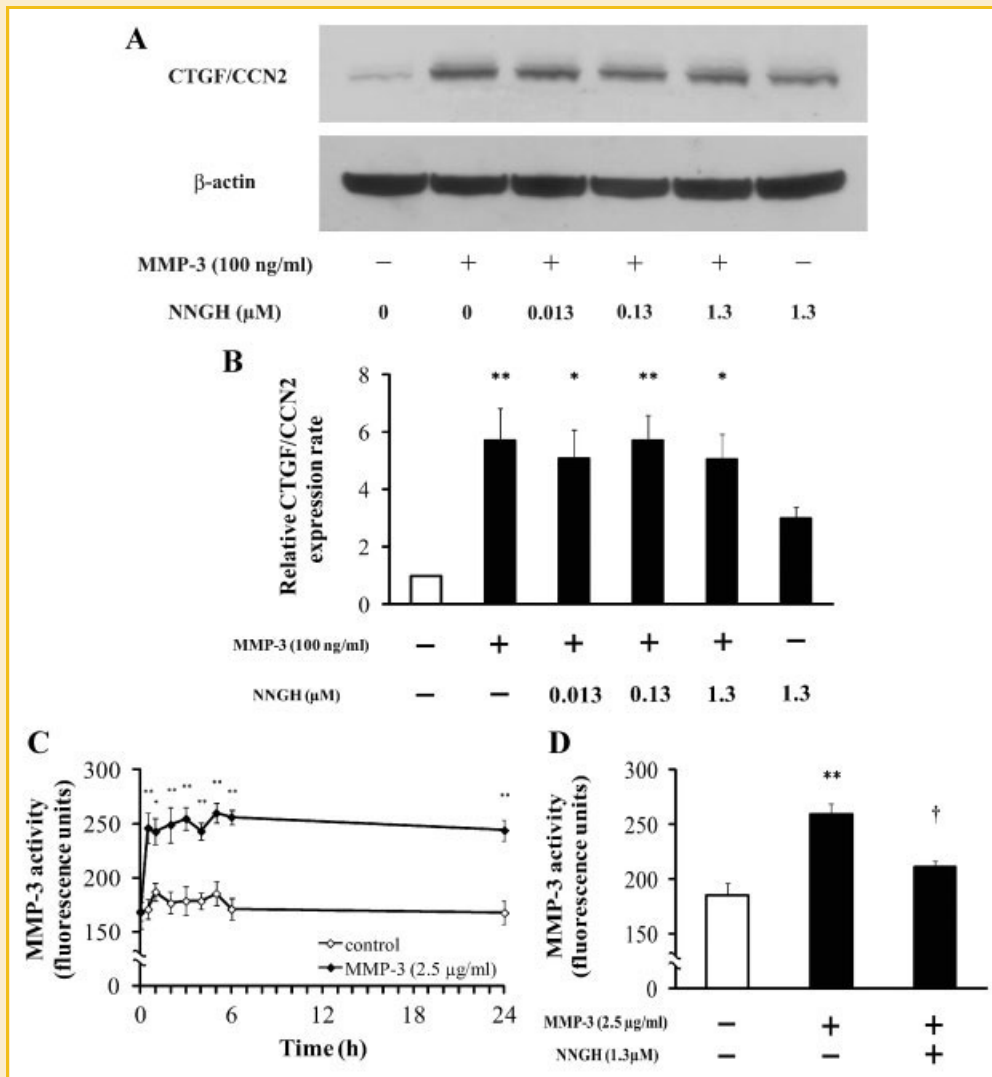 A
CTGF/CCN2
β-actin
MMP-3 (100 ng/ml) − + + + + −
NNGH (µM) 0 0 0.013 0.13 1.3 1.3
B
Relative CTGF/CCN2
expression rate
8
6
4
2
0
** * ** *
MMP-3 (100 ng/ml) − + + + + −
NNGH (µM) − − 0.013 0.13 1.3 1.3
C
MMP-3 activity
(fluorescence units)
300
250
200
150
0
** * ** ** ** ** ** **
control
MMP-3 (2.5 µg/ml)
0 6 12 18 24
Time (h)
D
MMP-3 activity
(fluorescence units)
300
250
200
150
0
** †
MMP-3 (2.5 µg/ml) − + +
NNGH (1.3µM) − − +